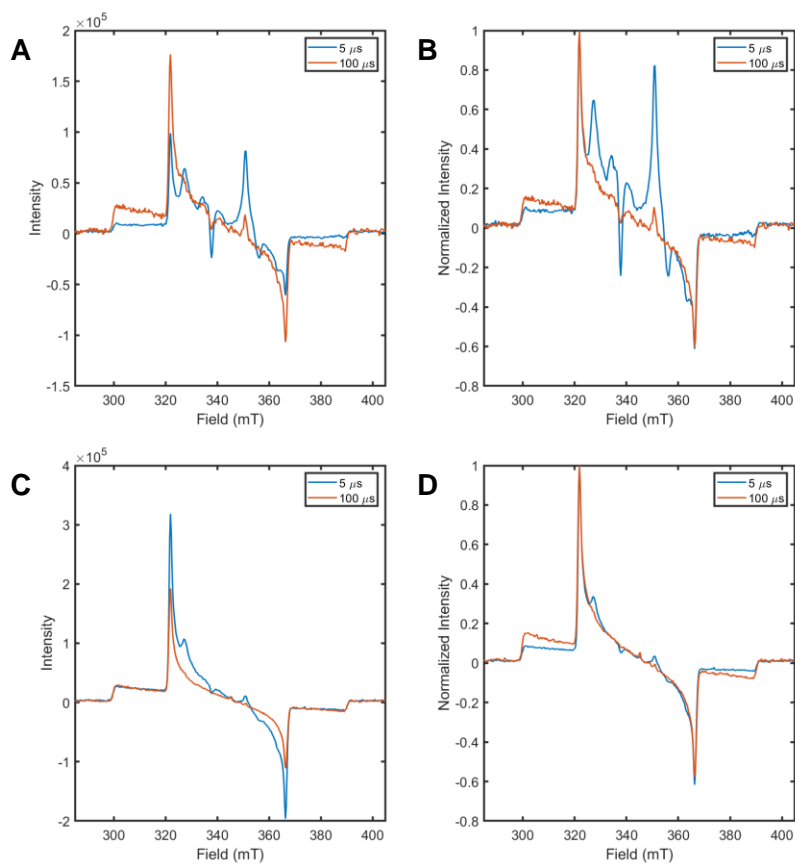 A
×10⁵
2
1.5
1
0.5
0
-0.5
-1
-1.5
300 320 340 360 380 400
Field (mT)
Intensity
5 μs
100 μs
B
1
0.8
0.6
0.4
0.2
0
-0.2
-0.4
-0.6
-0.8
300 320 340 360 380 400
Field (mT)
Normalized Intensity
5 μs
100 μs
C
×10⁵
4
3
2
1
0
-1
-2
300 320 340 360 380 400
Field (mT)
Intensity
5 μs
100 μs
D
1
0.8
0.6
0.4
0.2
0
-0.2
-0.4
-0.6
-0.8
300 320 340 360 380 400
Field (mT)
Normalized Intensity
5 μs
100 μs